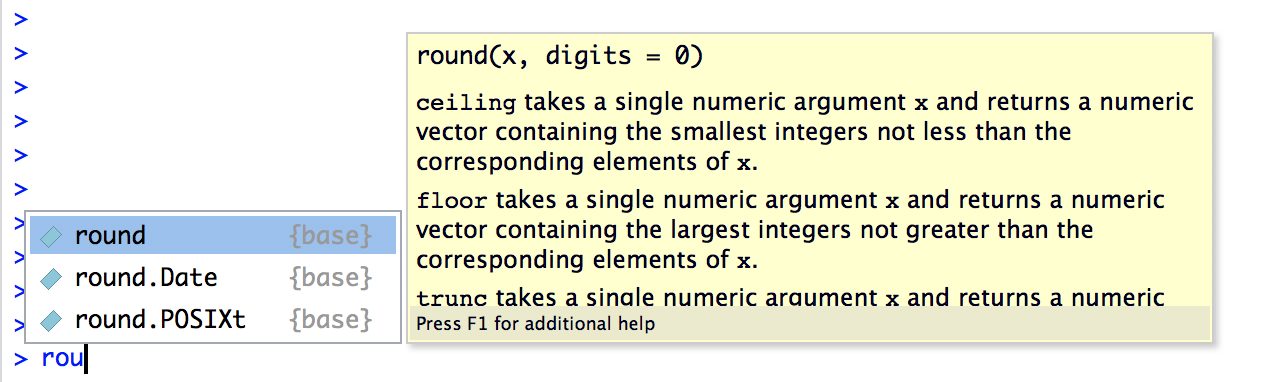 >
>
>
>
>
>
>
>
>
>
round {base}
round.Date {base}
round.POSIXt {base}
> rou
round(x, digits = 0)
ceiling takes a single numeric argument x and returns a numeric
vector containing the smallest integers not less than the
corresponding elements of x.
floor takes a single numeric argument x and returns a numeric
vector containing the largest integers not greater than the
corresponding elements of x.
trunc takes a single numeric argument x and returns a numeric
Press F1 for additional help